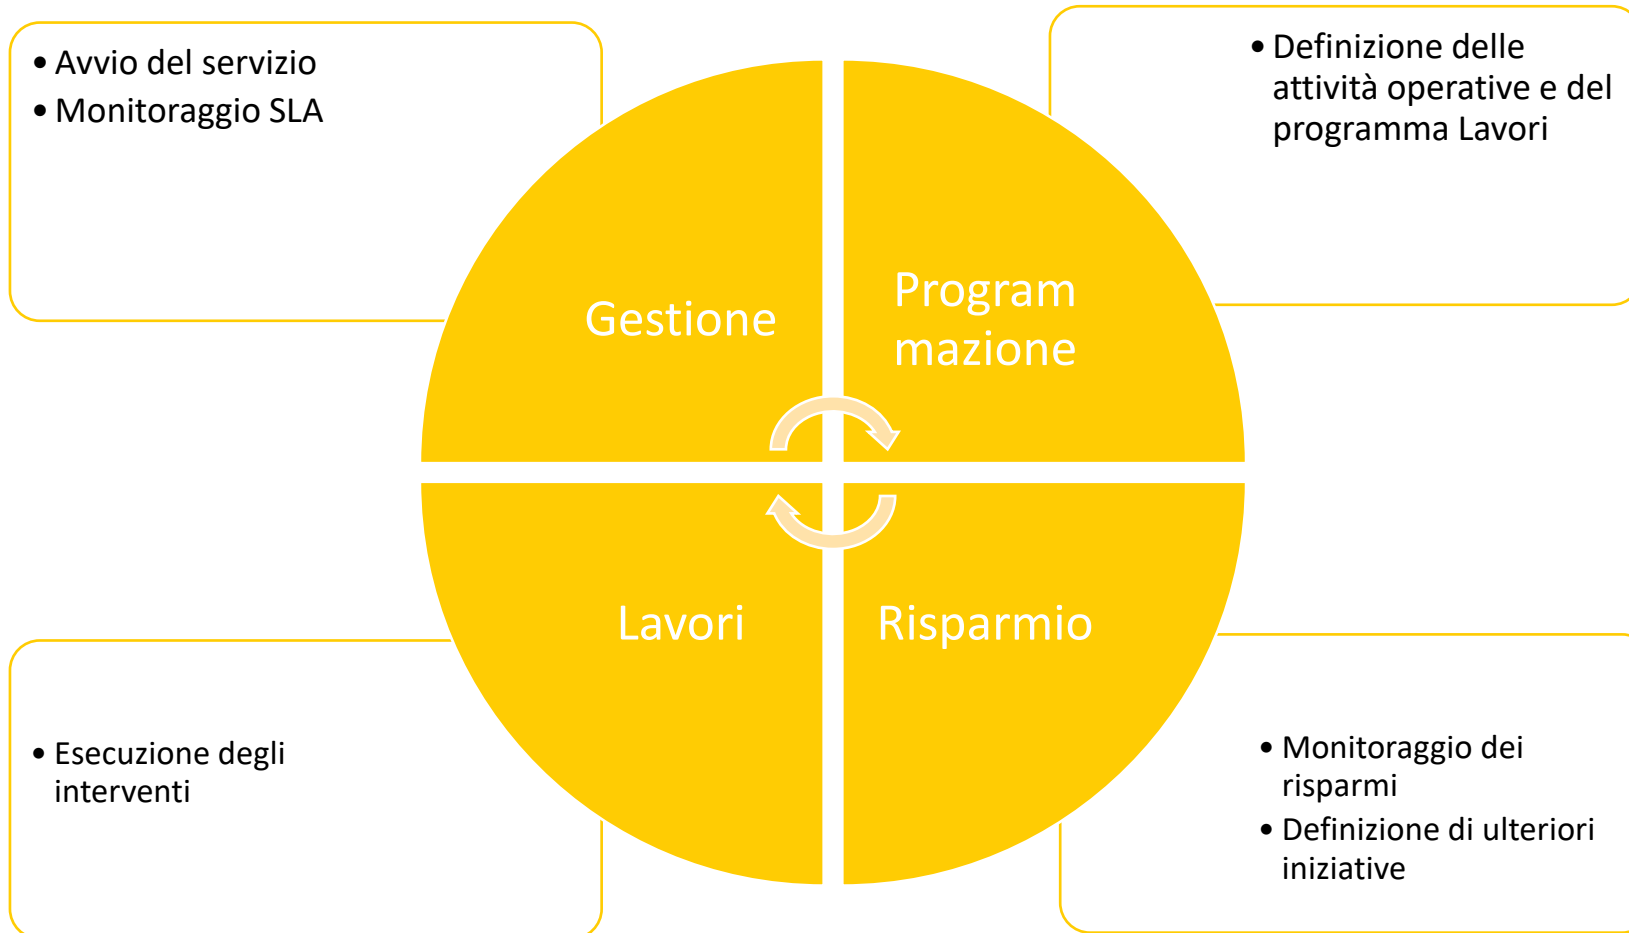 • Avvio del servizio
• Monitoraggio SLA
• Definizione delle
attività operative e del
programma Lavori
Gestione
Program
mazione
Lavori
Risparmio
• Esecuzione degli
interventi
• Monitoraggio dei
risparmi
• Definizione di ulteriori
iniziative